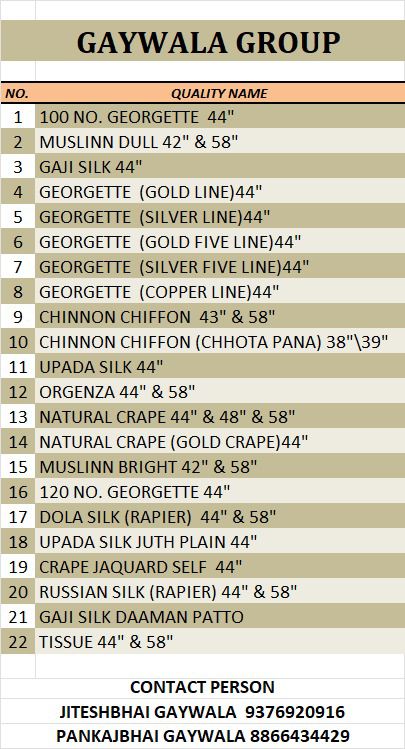 GAYWALA GROUP
NO. QUALITY NAME
1 100 NO. GEORGETTE 44"
2 MUSLINN DULL 42" & 58"
3 GAJI SILK 44"
4 GEORGETTE (GOLD LINE)44"
5 GEORGETTE (SILVER LINE)44"
6 GEORGETTE (GOLD FIVE LINE)44"
7 GEORGETTE (SILVER FIVE LINE)44"
8 GEORGETTE (COPPER LINE)44"
9 CHINNON CHIFFON 43" & 58"
10 CHINNON CHIFFON (CHHOTA PANA) 38"\39"
11 UPADA SILK 44"
12 ORGENZA 44" & 58"
13 NATURAL CRAPE 44" & 48" & 58"
14 NATURAL CRAPE (GOLD CRAPE)44"
15 MUSLINN BRIGHT 42" & 58"
16 120 NO. GEORGETTE 44"
17 DOLA SILK (RAPIER) 44" & 58"
18 UPADA SILK JUTH PLAIN 44"
19 CRAPE JAQUARD SELF 44"
20 RUSSIAN SILK (RAPIER) 44" & 58"
21 GAJI SILK DAAMAN PATTO
22 TISSUE 44" & 58"
CONTACT PERSON
JITESHBHAI GAYWALA 9376920916
PANKAJBHAI GAYWALA 8866434429